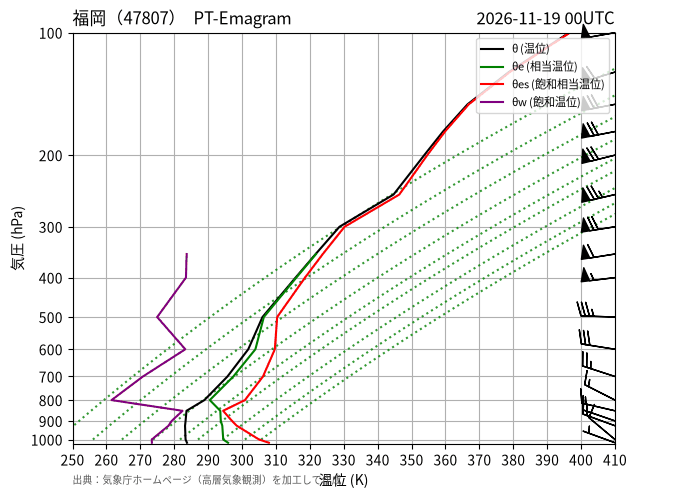 福岡（47807） PT-Emagram
2026-11-19 00UTC
θ (温位)
θe (相当温位)
θes (飽和相当温位)
θw (飽和温位)
気圧 (hPa)
100
200
300
400
500
600
700
800
900
1000
250 260 270 280 290 300 310 320 330 340 350 360 370 380 390 400 410
温位 (K)
出典：気象庁ホームページ（高層気象観測）を加工して